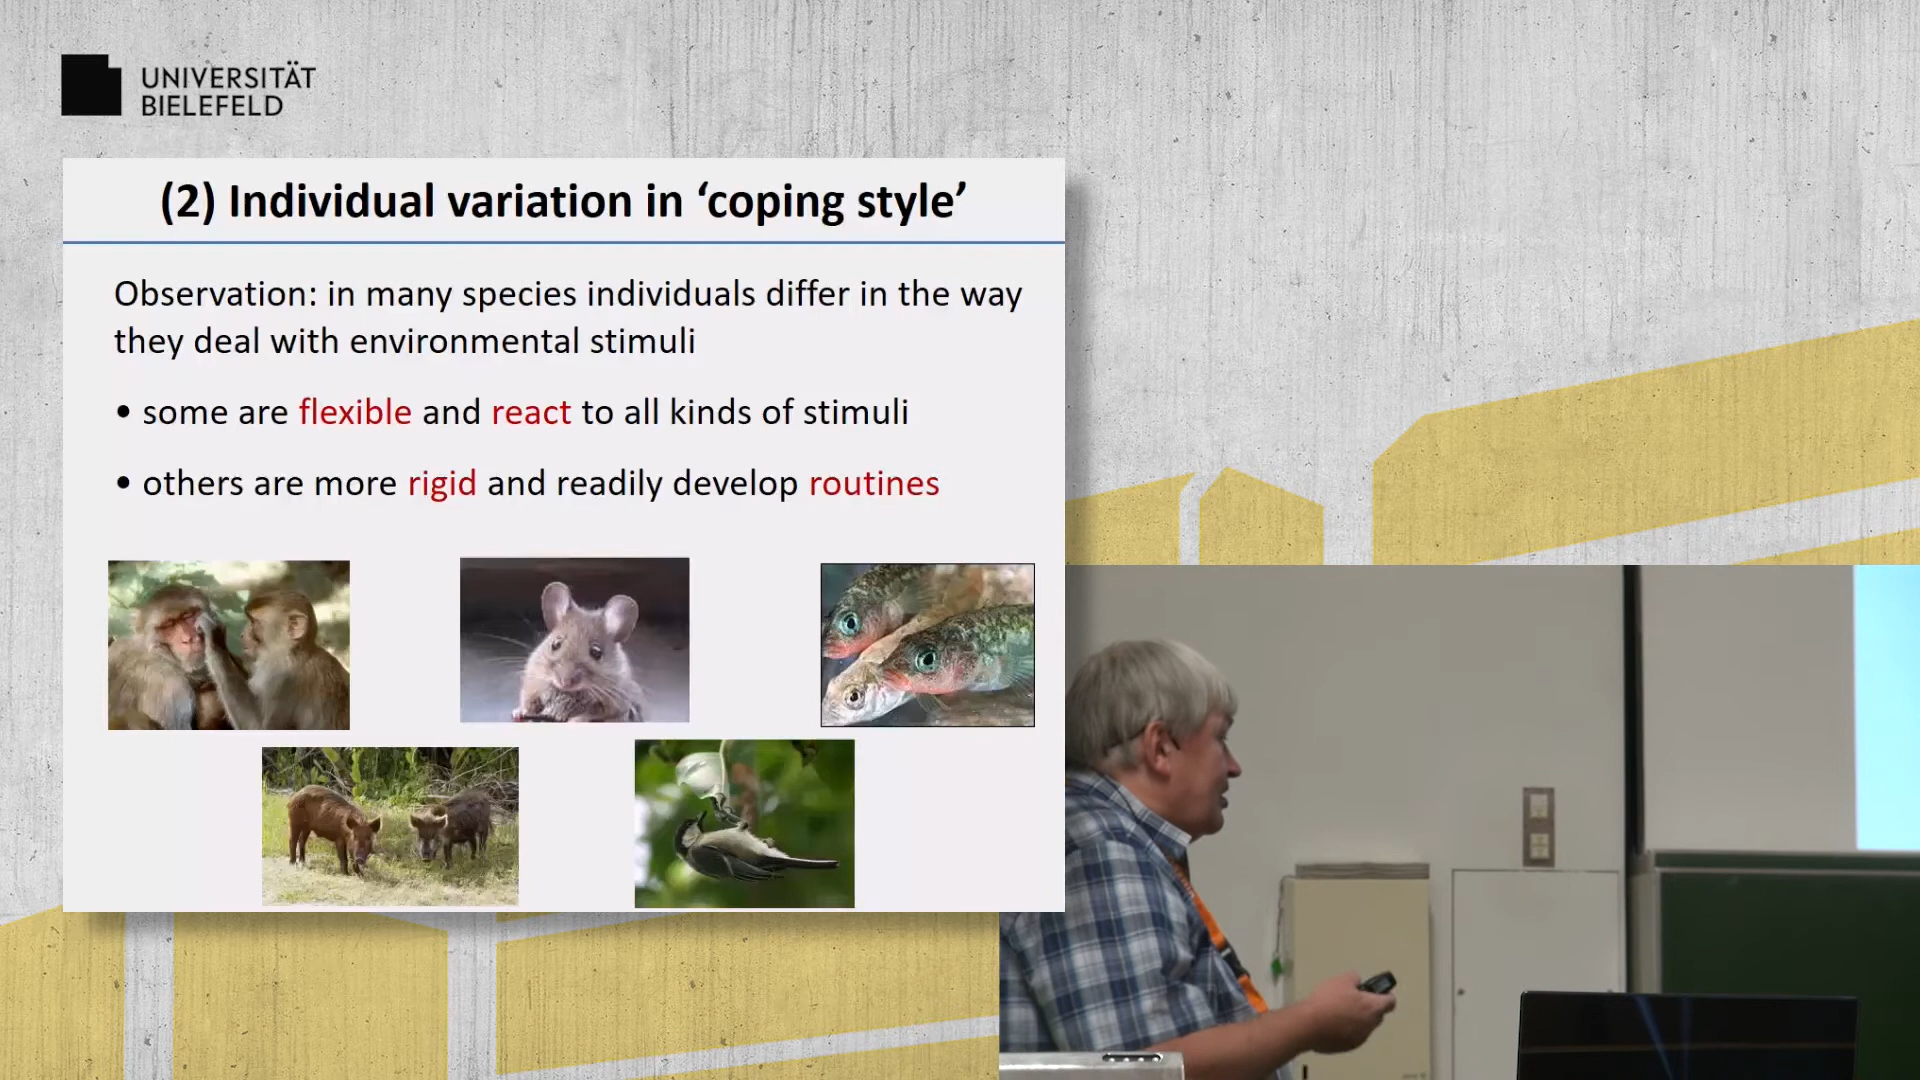 UNIVERSITÄT
BIELEFELD
(2) Individual variation in ‘coping style’
Observation: in many species individuals differ in the way
they deal with environmental stimuli
• some are flexible and react to all kinds of stimuli
• others are more rigid and readily develop routines